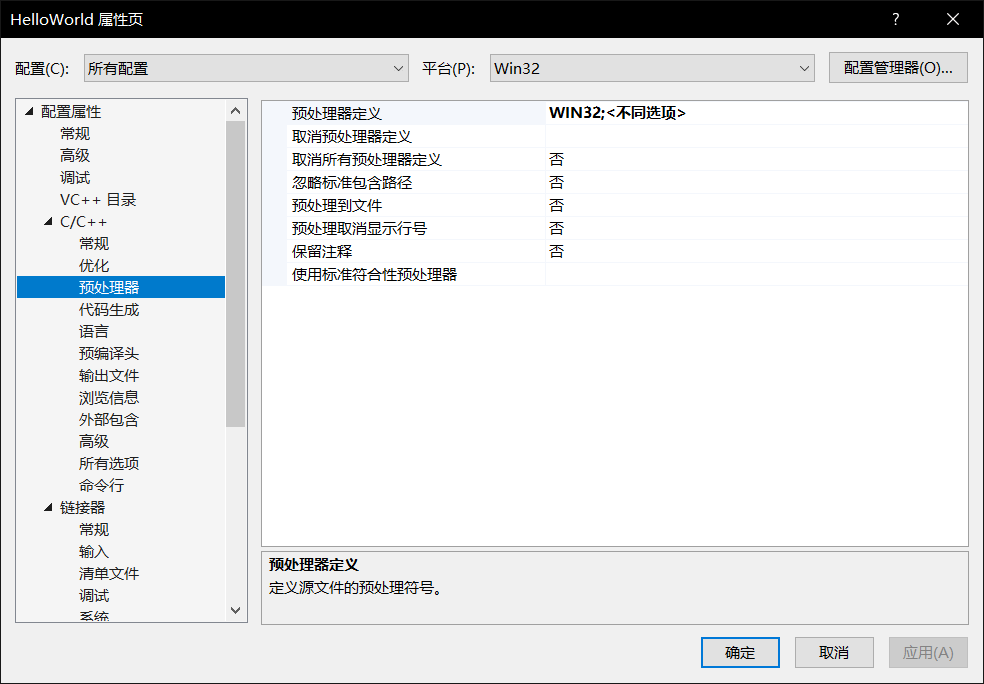 HelloWorld 属性页
?
配置(C):
所有配置
平台(P):
Win32
配置管理器(O)...
配置属性
常规
高级
调试
VC++ 目录
C/C++
常规
优化
预处理器
代码生成
语言
预编译头
输出文件
浏览信息
外部包含
高级
所有选项
命令行
链接器
常规
输入
清单文件
调试
系统
预处理器定义 WIN32;<不同选项>
取消预处理器定义
取消所有预处理器定义 否
忽略标准包含路径 否
预处理到文件 否
预处理取消显示行号 否
保留注释 否
使用标准符合性预处理器
预处理器定义
定义源文件的预处理符号。
确定
取消
应用(A)